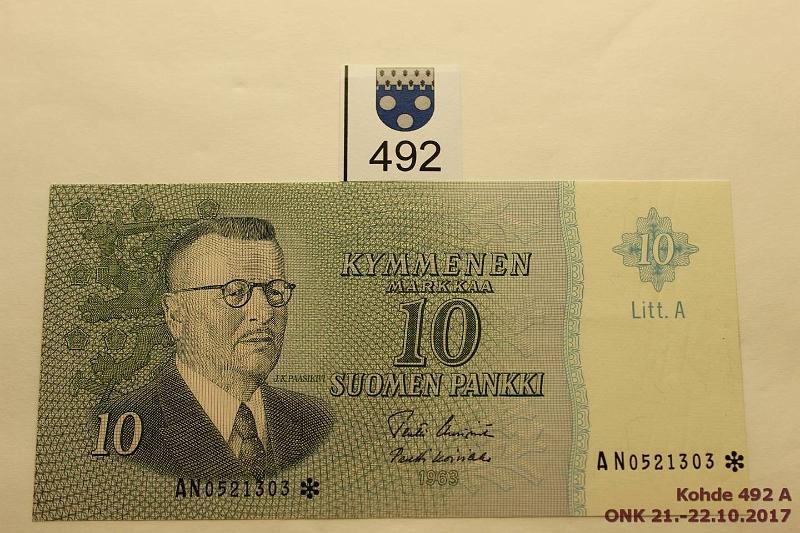 492
KYMMENEN
MARKKAA
10
SUOMEN PANKKI
J.K.PAASIKIVI
10
1963
AN0521303 *
10
Litt. A
AN0521303 *
Kohde 492 A
ONK 21.-22.10.2017